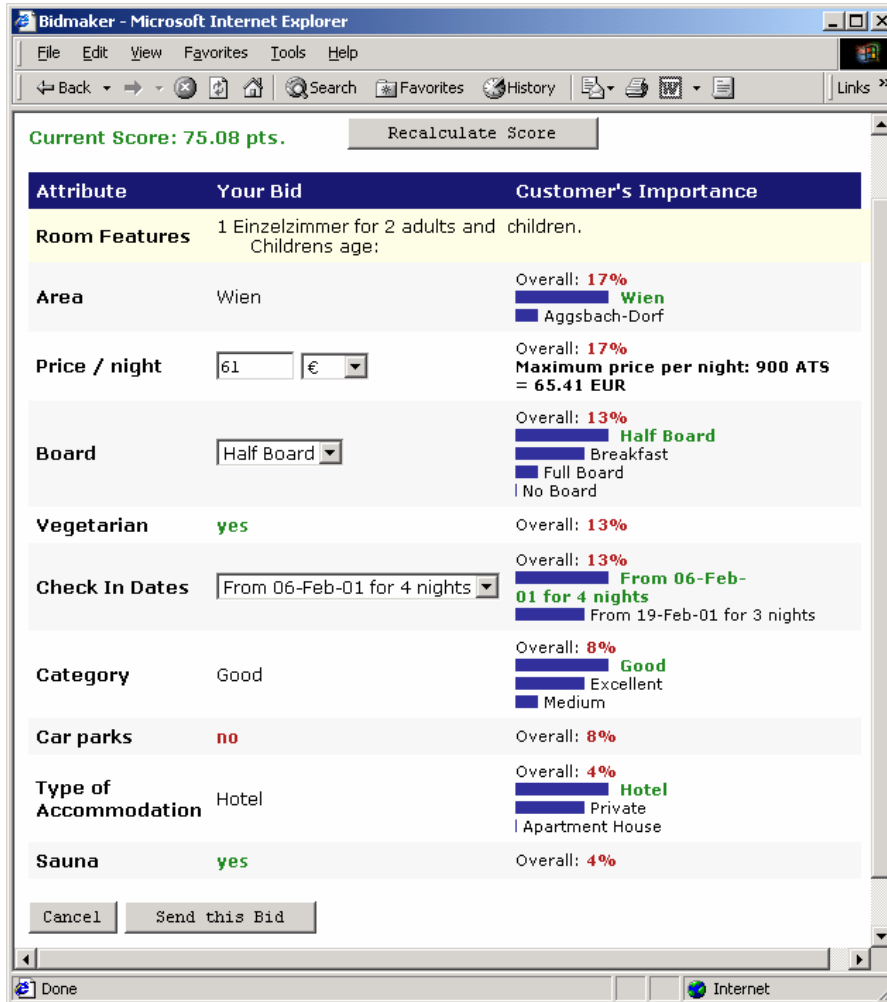 Bidmaker - Microsoft Internet Explorer
File Edit View Favorites Tools Help
Back Search Favorites History Links »
Current Score: 75.08 pts. Recalculate Score
Attribute Your Bid Customer's Importance
Room Features 1 Einzelzimmer for 2 adults and children.
Childrens age:
Area Wien Overall: 17%
Wien
Aggsbach-Dorf
Price / night 61 € Overall: 17%
Maximum price per night: 900 ATS
= 65.41 EUR
Board Half Board Overall: 13%
Half Board
Breakfast
Full Board
No Board
Vegetarian yes Overall: 13%
Check In Dates From 06-Feb-01 for 4 nights Overall: 13%
From 06-Feb-
01 for 4 nights
From 19-Feb-01 for 3 nights
Category Good Overall: 8%
Good
Excellent
Medium
Car parks no Overall: 8%
Type of
Accommodation Hotel Overall: 4%
Hotel
Private
Apartment House
Sauna yes Overall: 4%
Cancel Send this Bid
Done Internet